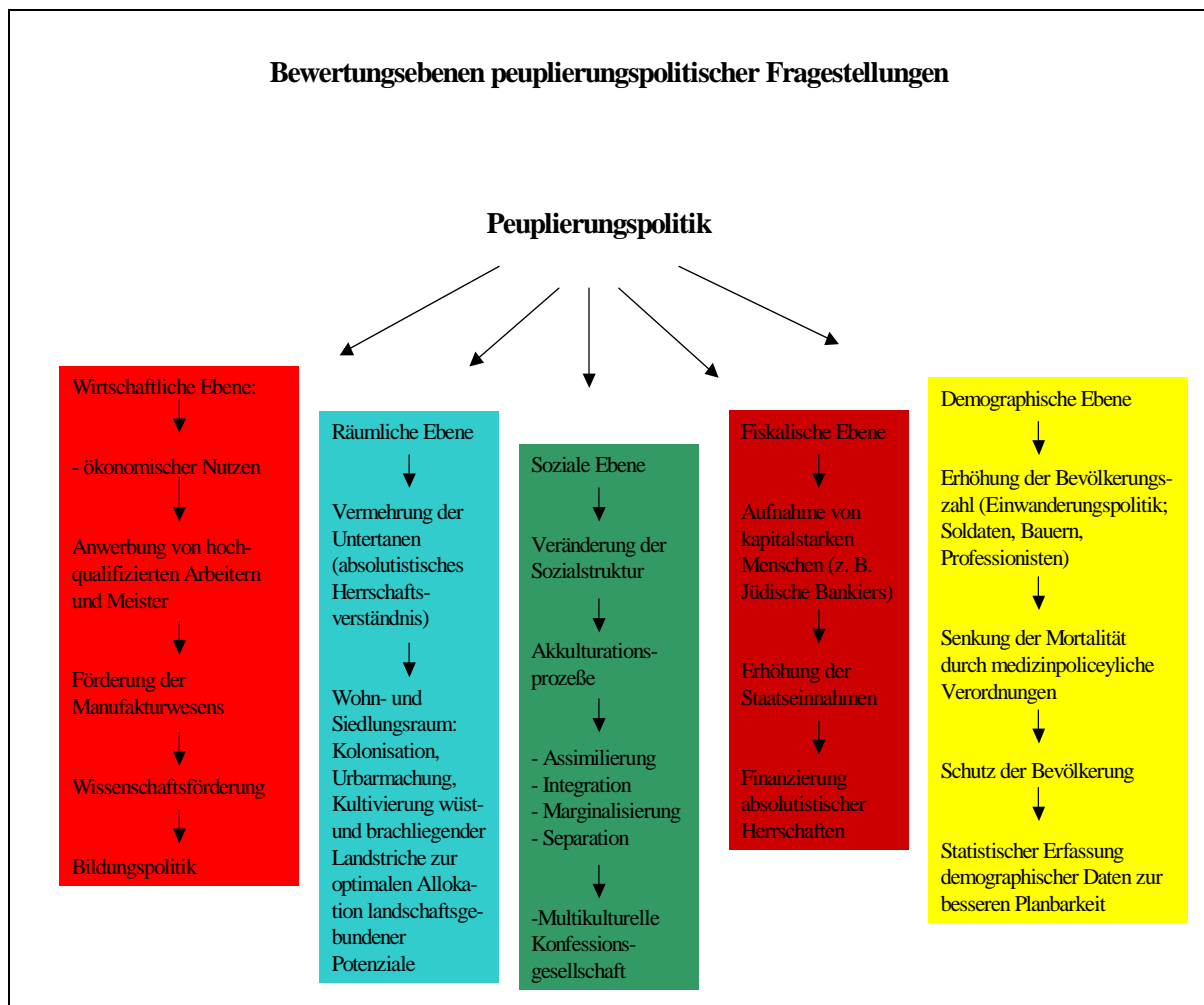 Bewertungsebenen peuplierungspolitischer Fragestellungen
Peuplierungspolitik
Wirtschaftliche Ebene:
- ökonomischer Nutzen
Anwerbung von hoch-
qualifizierten Arbeitern
und Meister
Förderung der
Manufakturwesens
Wissenschaftsförderung
Bildungspolitik
Räumliche Ebene
Vermehrung der
Untertanen
(absolutistisches
Herrschafts-
verständnis)
Wohn- und
Siedlungsraum:
Kolonisation,
Urbarmachung,
Kultivierung wüst-
und brachliegender
Landstriche zur
optimalen Alloka-
tion landschaftsge-
bundener
Potenziale
Soziale Ebene
Veränderung der
Sozialstruktur
Akkulturations-
prozeße
- Assimilierung
- Integration
- Marginalisierung
- Separation
-Multikulturelle
Konfessions-
gesellschaft
Fiskalische Ebene
Aufnahme von
kapitalstarken
Menschen (z. B.
Jüdische Bankiers)
Erhöhung der
Staatseinnahmen
Finanzierung
absolutistischer
Herrschaften
Demographische Ebene
Erhöhung der Bevölkerungs-
zahl (Einwanderungspolitik;
Soldaten, Bauern,
Professionisten)
Senkung der Mortalität
durch medizinpoliceyliche
Verordnungen
Schutz der Bevölkerung
Statistischer Erfassung
demographischer Daten zur
besseren Planbarkeit